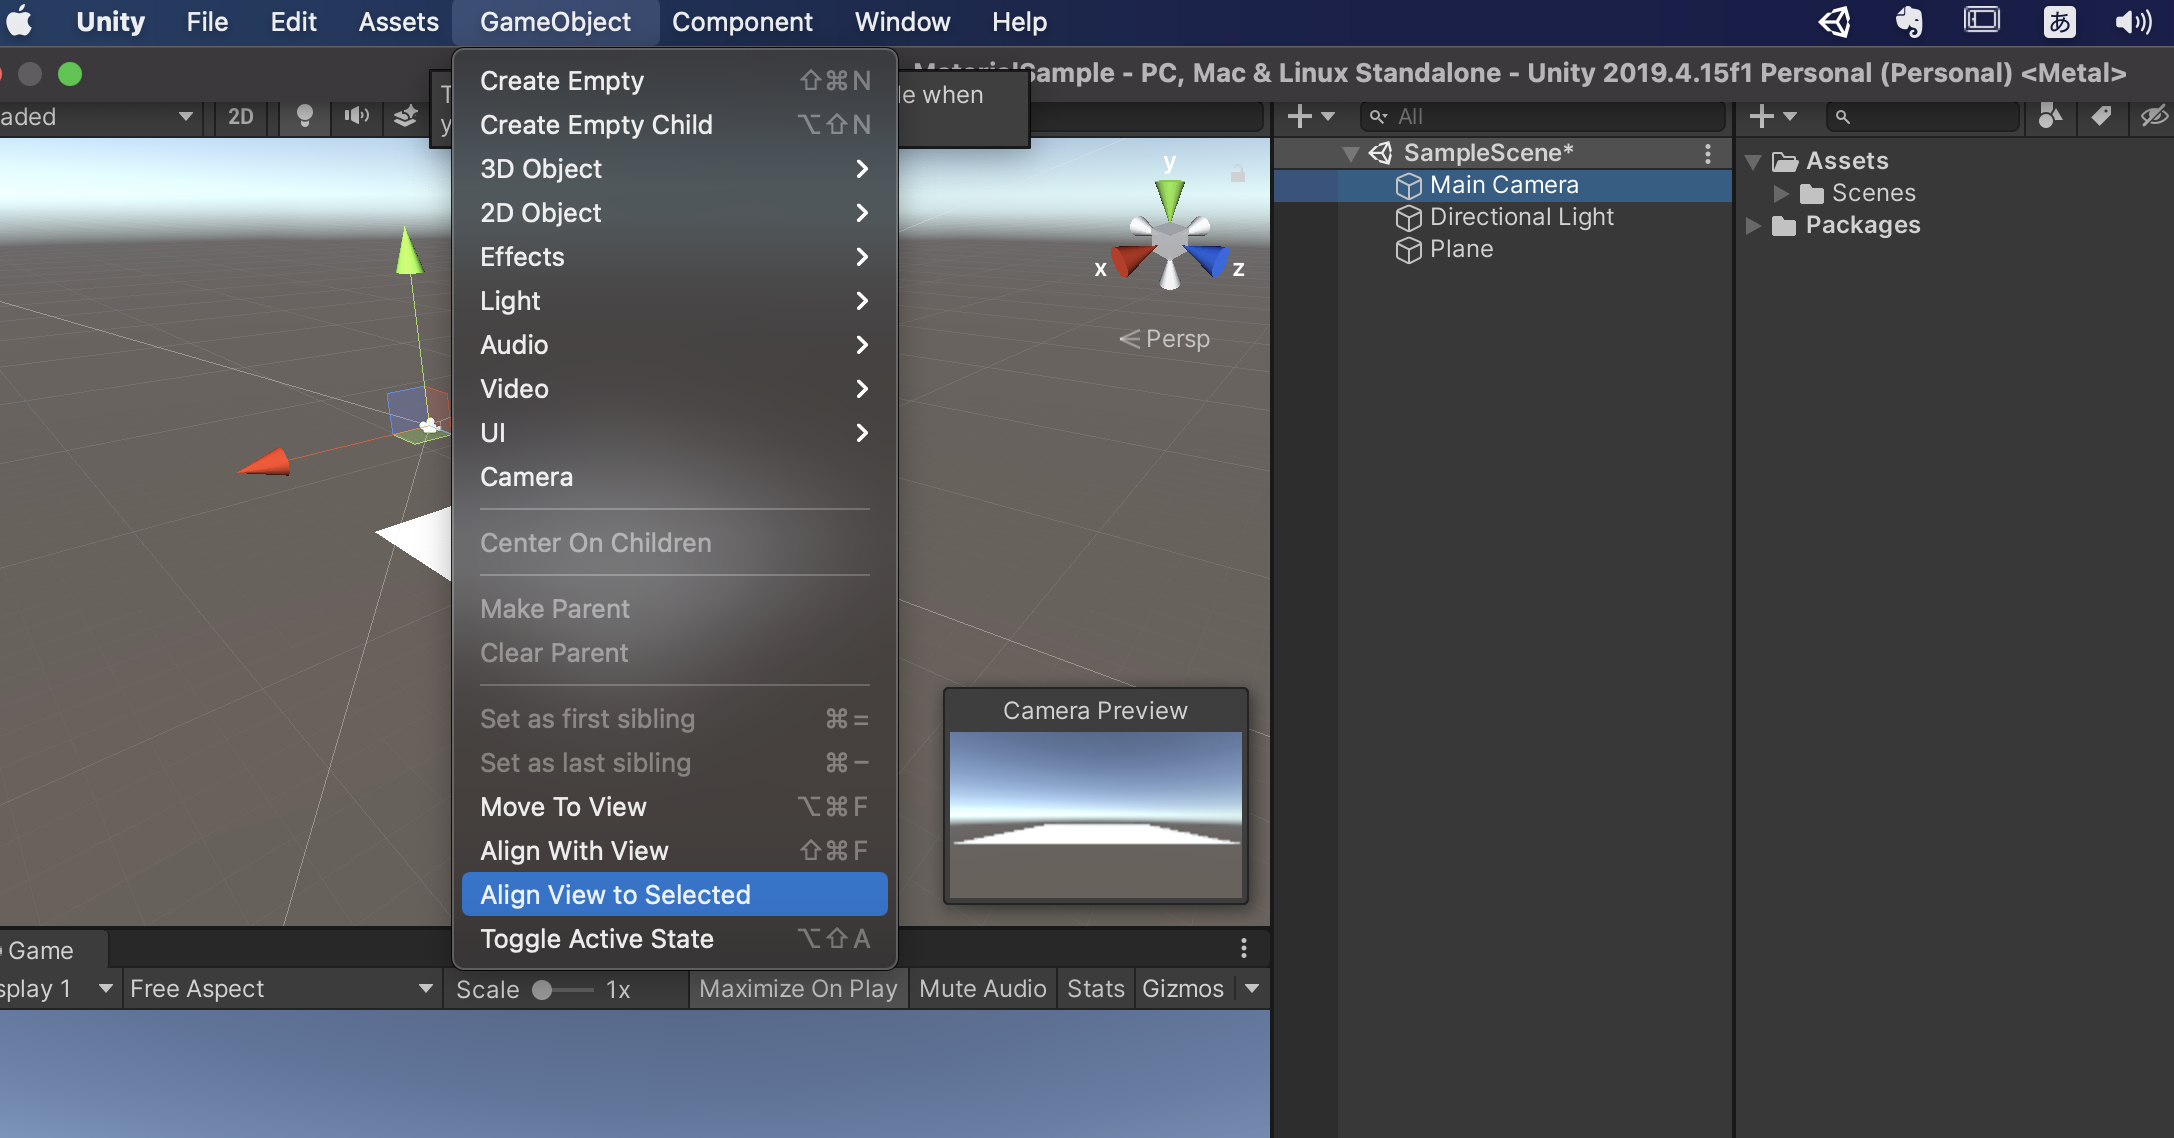 Unity File Edit Assets GameObject Component Window Help あ
MaterialSample - PC, Mac & Linux Standalone - Unity 2019.4.15f1 Personal (Personal) <Metal>
aded 2D
le when
y
Create Empty ⇧⌘N
Create Empty Child ⌥⇧N
3D Object
2D Object
Effects
Light
Audio
Video
UI
Camera
Center On Children
Make Parent
Clear Parent
Set as first sibling ⌘=
Set as last sibling ⌘−
Move To View ⌥⌘F
Align With View ⇧⌘F
Align View to Selected
Toggle Active State ⌥⇧A
y
x
z
Persp
Camera Preview
Game
splay 1 Free Aspect Scale 1x Maximize On Play Mute Audio Stats Gizmos
All
SampleScene*
Main Camera
Directional Light
Plane
Assets
Scenes
Packages